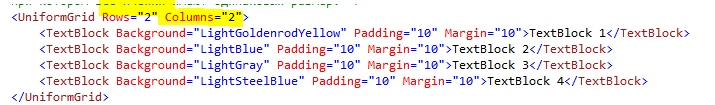 <UniformGrid Rows="2" Columns="2">
<TextBlock Background="LightGoldenrodYellow" Padding="10" Margin="10">TextBlock 1</TextBlock>
<TextBlock Background="LightBlue" Padding="10" Margin="10">TextBlock 2</TextBlock>
<TextBlock Background="LightGray" Padding="10" Margin="10">TextBlock 3</TextBlock>
<TextBlock Background="LightSteelBlue" Padding="10" Margin="10">TextBlock 4</TextBlock>
</UniformGrid>